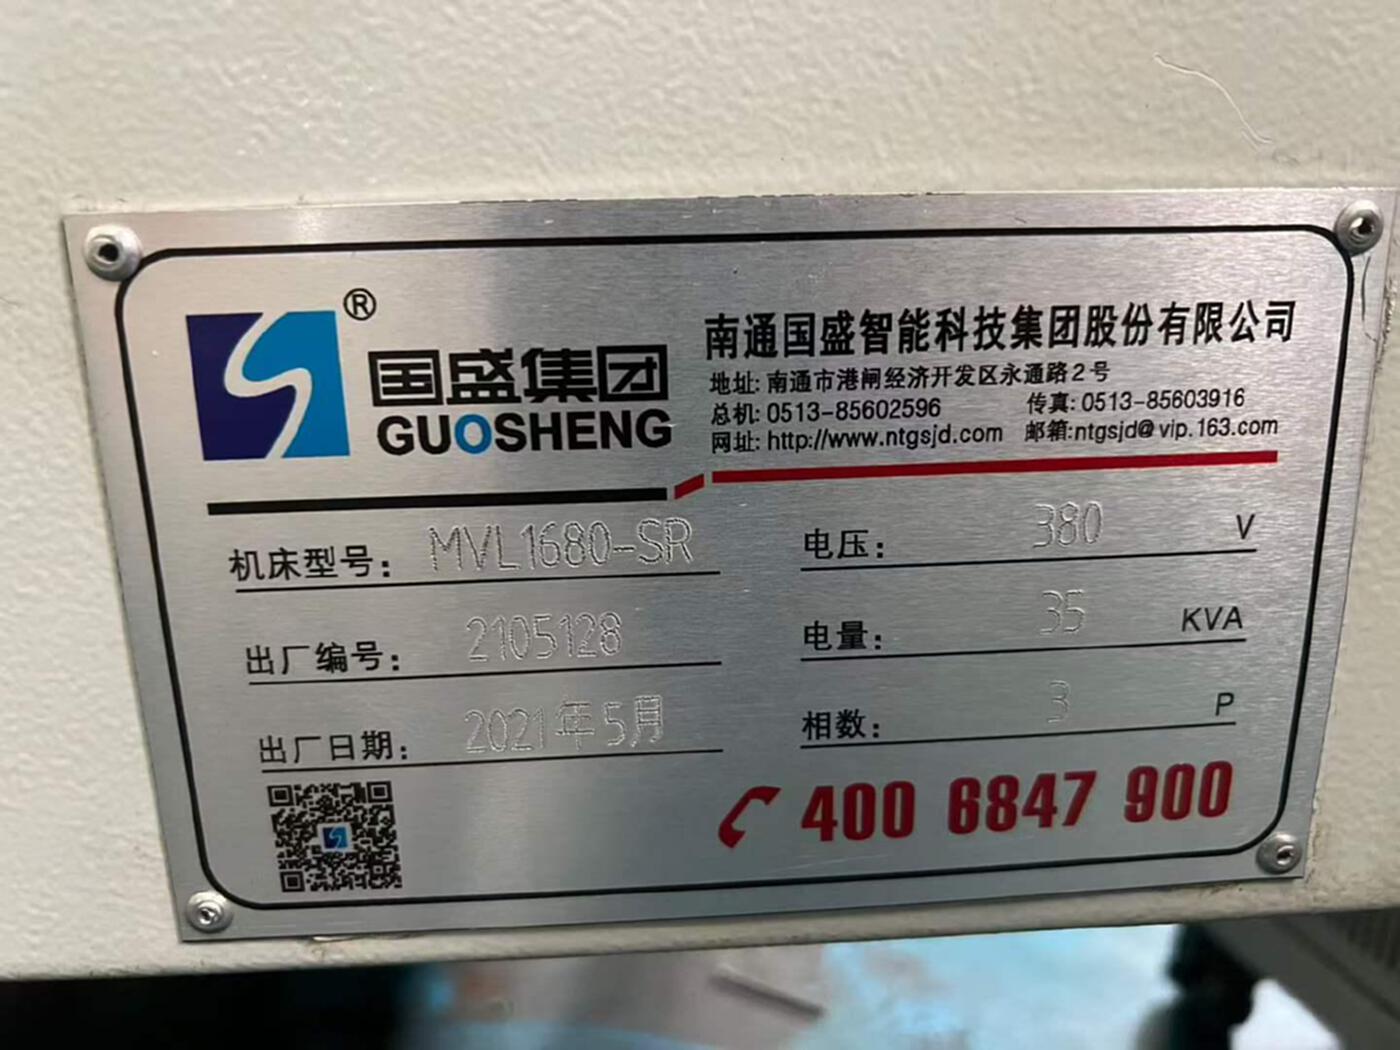 ®
国盛集团
GUOSHENG
南通国盛智能科技集团股份有限公司
地址: 南通市港闸经济开发区永通路2号
总机: 0513-85602596 传真: 0513-85603916
网址: http://www.ntgsjd.com 邮箱:ntgsjd@vip.163.com
机床型号: MVL1680-SR
电压: 380 V
出厂编号: 2105128
电量: 35 KVA
出厂日期: 2021年5月
相数: 3 P
400 6847 900